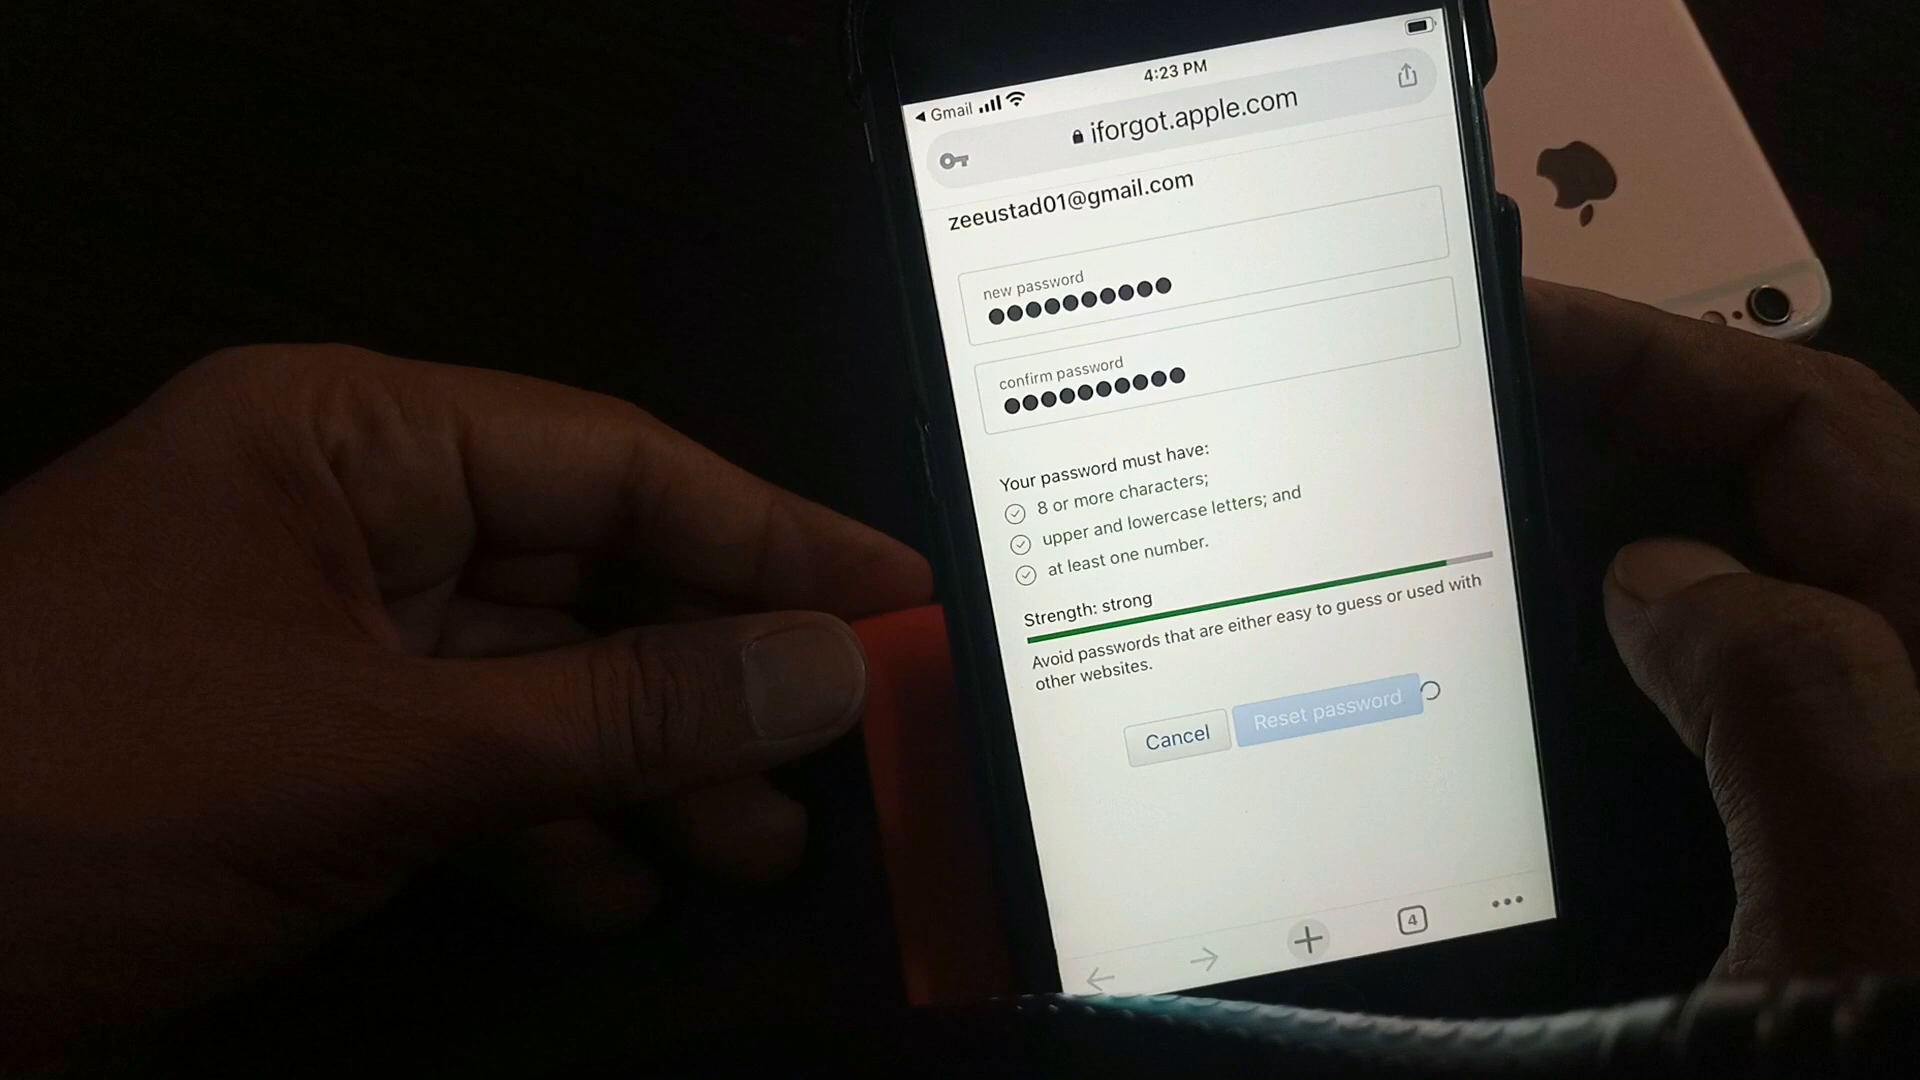 4:23 PM
Gmail
iforgot.apple.com
zeeustad01@gmail.com
new password
confirm password
Your password must have:
8 or more characters;
upper and lowercase letters; and
at least one number.
Strength: strong
Avoid passwords that are either easy to guess or used with
other websites.
Cancel
Reset password
4